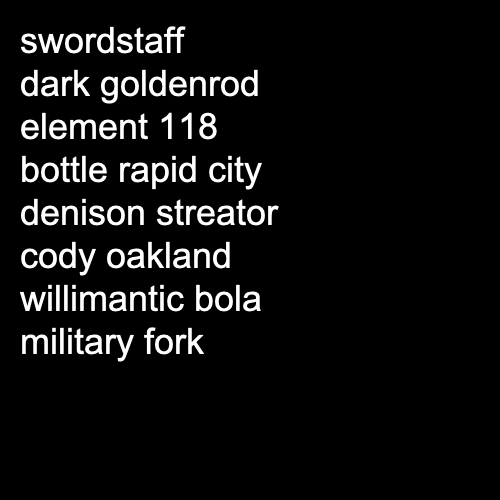 swordstaff
dark goldenrod
element 118
bottle rapid city
denison streator
cody oakland
willimantic bola
military fork